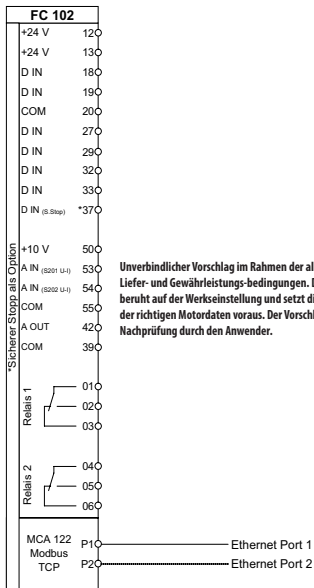 FC 102
+24 V 12
+24 V 13
D IN 18
D IN 19
COM 20
D IN 27
D IN 29
D IN 32
D IN 33
D IN (S.Stop) *37
+10 V 50
A IN (S201 U-I) 53
A IN (S202 U-I) 54
COM 55
A OUT 42
COM 39
*Sicherer Stopp als Option
Unverbindlicher Vorschlag im Rahmen der al
Liefer- und Gewährleistungs-bedingungen. D
beruht auf der Werkseinstellung und setzt di
der richtigen Motordaten voraus. Der Vorschl
Nachprüfung durch den Anwender.
Relais 1
01
02
03
Relais 2
04
05
06
MCA 122
Modbus
TCP
P1 Ethernet Port 1
P2 Ethernet Port 2